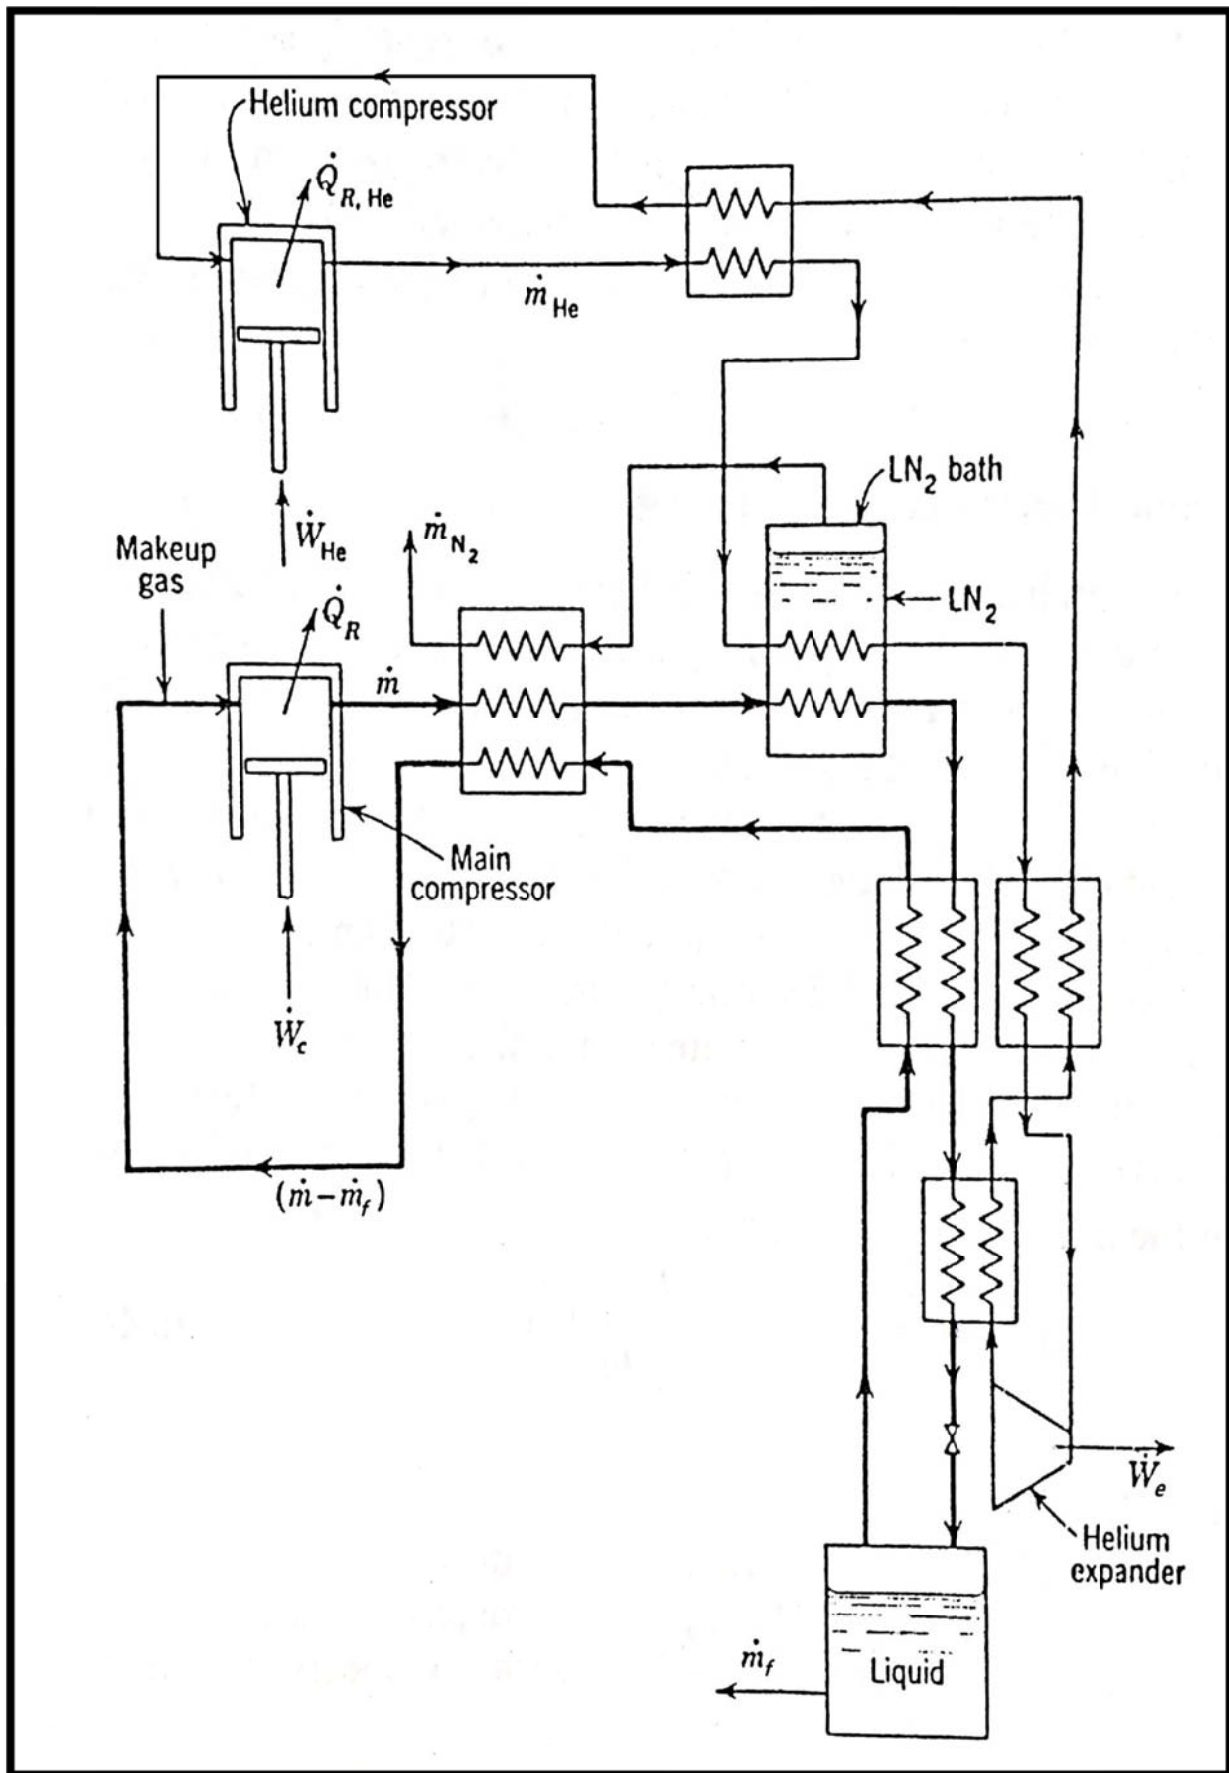 Helium compressor
Q̇R, He
ṁHe
ẆHe
LN2 bath
LN2
ṁN2
Makeup
gas
Q̇R
ṁ
Main
compressor
Ẇc
(ṁ − ṁf)
Ẇe
Helium
expander
ṁf
Liquid